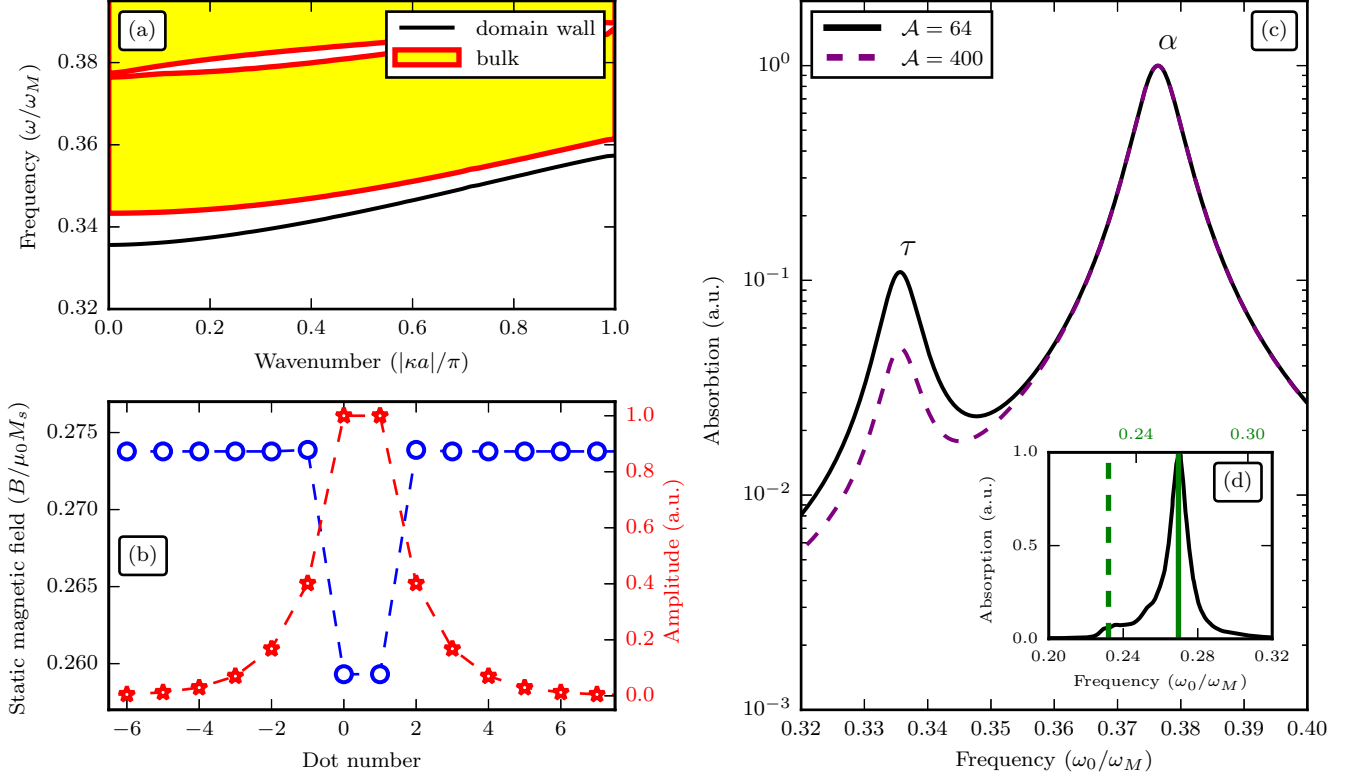 (a)
domain wall
bulk
Frequency (ω/ω_M)
0.38
0.36
0.34
0.32
0.0 0.2 0.4 0.6 0.8 1.0
Wavenumber (|κa|/π)
(b)
Static magnetic field (B/μ₀M_s)
0.275
0.270
0.265
0.260
Amplitude (a.u.)
1.0
0.8
0.6
0.4
0.2
0.0
−6 −4 −2 0 2 4 6
Dot number
(c)
𝒜 = 64
𝒜 = 400
α
τ
Absorbtion (a.u.)
10⁰
10⁻¹
10⁻²
10⁻³
0.32 0.33 0.34 0.35 0.36 0.37 0.38 0.39 0.40
Frequency (ω₀/ω_M)
(d)
0.24 0.30
Absorption (a.u.)
1.0
0.5
0.0
0.20 0.24 0.28 0.32
Frequency (ω₀/ω_M)